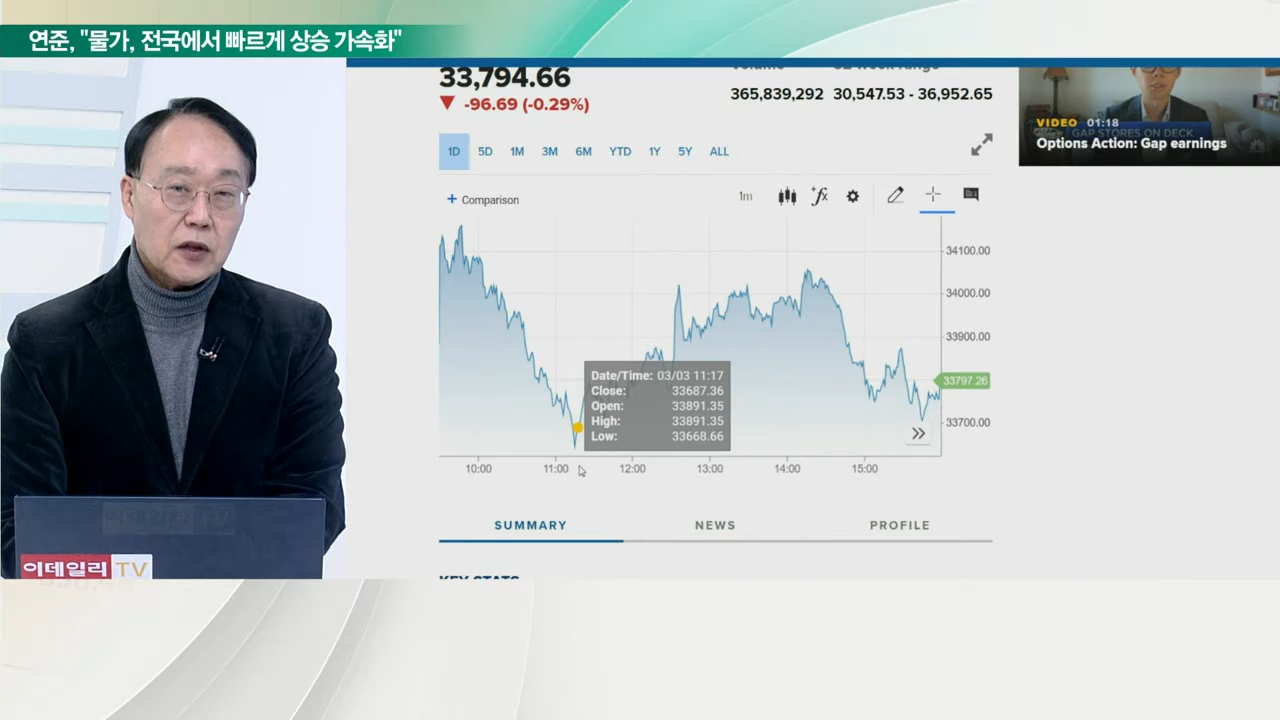 연준, "물가, 전국에서 빠르게 상승 가속화"
33,794.66
▼ -96.69 (-0.29%)
365,839,292 30,547.53 - 36,952.65
VIDEO 01:18
GAP STORES ON DECK
Options Action: Gap earnings
1D 5D 1M 3M 6M YTD 1Y 5Y ALL
+ Comparison
1m
34100.00
34000.00
33900.00
33797.26
33700.00
Date/Time: 03/03 11:17
Close: 33687.36
Open: 33891.35
High: 33891.35
Low: 33668.66
10:00 11:00 12:00 13:00 14:00 15:00
SUMMARY NEWS PROFILE
이데일리 TV